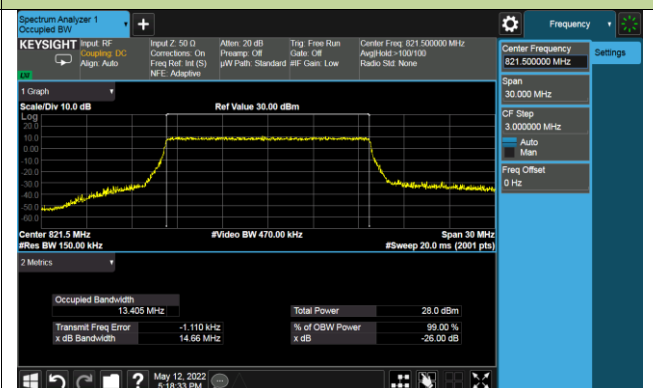 Spectrum Analyzer 1
Occupied BW
Frequency
KEYSIGHT
Input: RF
Coupling: DC
Align: Auto
Input Z: 50 Ω
Corrections: On
Freq Ref: Int (S)
NFE: Adaptive
Atten: 20 dB
Preamp: Off
µW Path: Standard
Trig: Free Run
Gate: Off
#IF Gain: Low
Center Freq: 821.500000 MHz
Avg|Hold:>100/100
Radio Std: None
Center Frequency
821.500000 MHz
Settings
Span
30.000 MHz
CF Step
3.000000 MHz
Auto
Man
Freq Offset
0 Hz
1 Graph
Scale/Div 10.0 dB
Ref Value 30.00 dBm
Log
20.0
10.0
0.00
-10.0
-20.0
-30.0
-40.0
-50.0
-60.0
Center 821.5 MHz
#Video BW 470.00 kHz
Span 30 MHz
#Res BW 150.00 kHz
#Sweep 20.0 ms (2001 pts)
2 Metrics
Occupied Bandwidth
13.405 MHz
Total Power 28.0 dBm
Transmit Freq Error -1.110 kHz
% of OBW Power 99.00 %
x dB Bandwidth 14.66 MHz
x dB -26.00 dB
May 12, 2022
5:18:33 PM